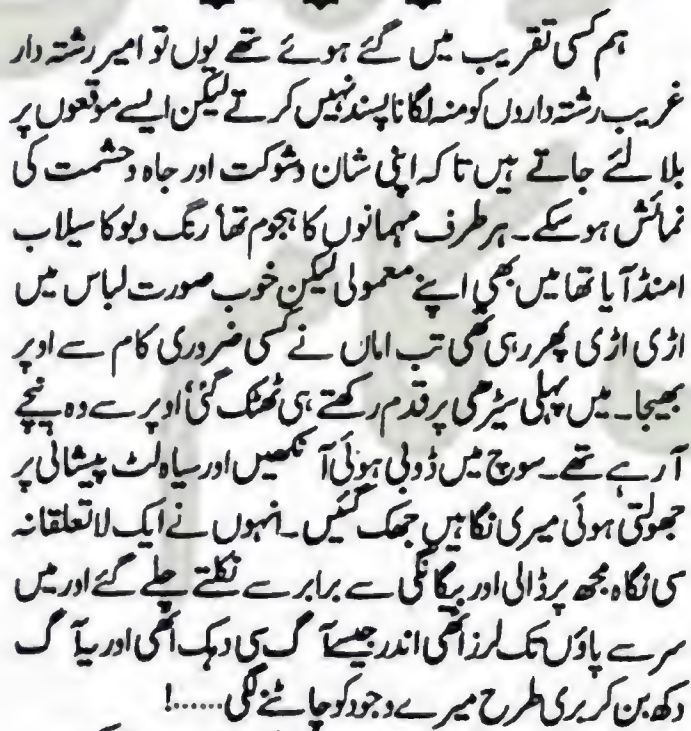 ہم کسی تقریب میں گئے ہوئے تھے یوں تو امیر رشتہ دار
غریب رشتہ داروں کو منہ لگانا پسند نہیں کرتے لیکن ایسے موقعوں پر
بلا لئے جاتے ہیں تاکہ اپنی شان و شوکت اور جاہ و حشمت کی
نمائش ہوسکے۔ ہر طرف مہمانوں کا ہجوم تھا' رنگ و بو کا سیلاب
امنڈ آیا تھا میں بھی اپنے معمولی لیکن خوب صورت لباس میں
اڑی اڑی پھر رہی تھی تب اماں نے کسی ضروری کام سے اوپر
بھیجا۔ میں پہلی سیڑھی پر قدم رکھتے ہی ٹھٹک گئی' اوپر سے وہ نیچے
آرہے تھے۔ سوچ میں ڈوبی ہوئی آنکھیں اور سیاہ لٹ پیشانی پر
جھولتی ہوئی میری نگاہیں جھک گئیں۔ انہوں نے ایک لاتعلقانہ
سی نگاہ مجھ پر ڈالی اور بیگانگی سے برابر سے نکلتے چلے گئے اور میں
سر سے پاؤں تک لرز اٹھی اندر جیسے آگ سی دہک اٹھی اور یہ آگ
دکھ بن کر بری طرح میرے وجود کو چاٹنے لگی......!